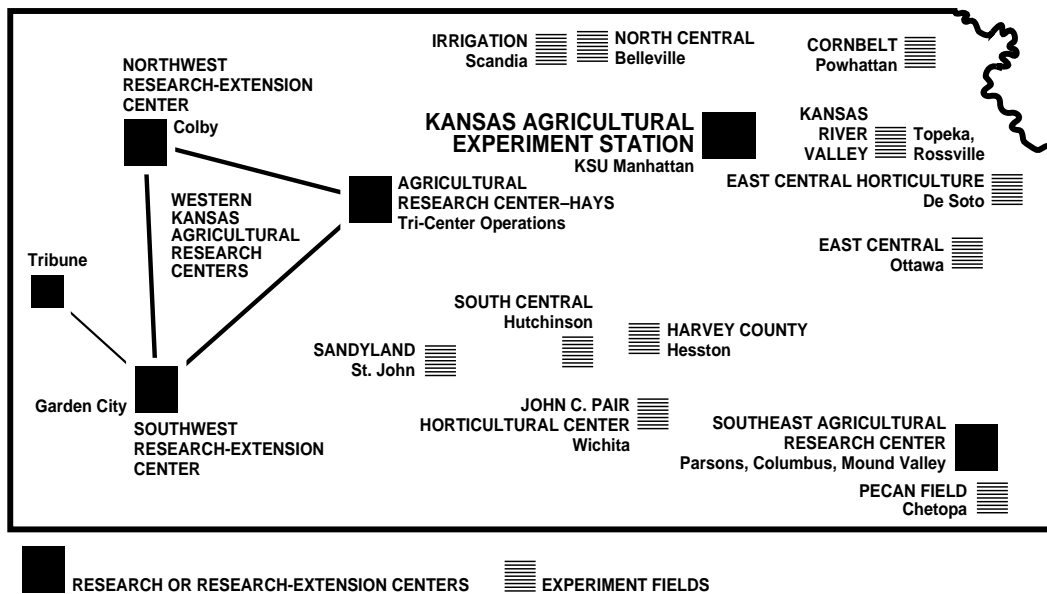 IRRIGATION
Scandia
NORTH CENTRAL
Belleville
CORNBELT
Powhattan
NORTHWEST
RESEARCH-EXTENSION
CENTER
Colby
KANSAS AGRICULTURAL
EXPERIMENT STATION
KSU Manhattan
KANSAS
RIVER
VALLEY
Topeka,
Rossville
AGRICULTURAL
RESEARCH CENTER–HAYS
Tri-Center Operations
EAST CENTRAL HORTICULTURE
De Soto
WESTERN
KANSAS
AGRICULTURAL
RESEARCH
CENTERS
EAST CENTRAL
Ottawa
Tribune
SOUTH CENTRAL
Hutchinson
HARVEY COUNTY
Hesston
SANDYLAND
St. John
Garden City
SOUTHWEST
RESEARCH-EXTENSION
CENTER
JOHN C. PAIR
HORTICULTURAL CENTER
Wichita
SOUTHEAST AGRICULTURAL
RESEARCH CENTER
Parsons, Columbus, Mound Valley
PECAN FIELD
Chetopa
RESEARCH OR RESEARCH-EXTENSION CENTERS
EXPERIMENT FIELDS